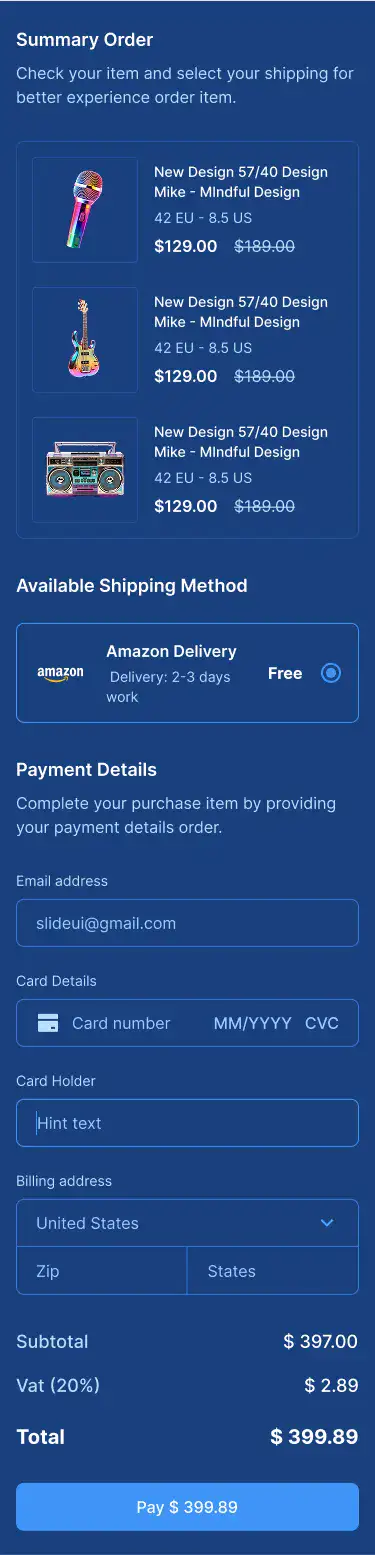 Summary Order
Check your item and select your shipping for
better experience order item.
New Design 57/40 Design
Mike - MIndful Design
42 EU - 8.5 US
$129.00 $189.00
New Design 57/40 Design
Mike - MIndful Design
42 EU - 8.5 US
$129.00 $189.00
New Design 57/40 Design
Mike - MIndful Design
42 EU - 8.5 US
$129.00 $189.00
Available Shipping Method
amazon
Amazon Delivery
Delivery: 2-3 days
work
Free
Payment Details
Complete your purchase item by providing
your payment details order.
Email address
slideui@gmail.com
Card Details
Card number MM/YYYY CVC
Card Holder
Hint text
Billing address
United States
Zip States
Subtotal $ 397.00
Vat (20%) $ 2.89
Total $ 399.89
Pay $ 399.89